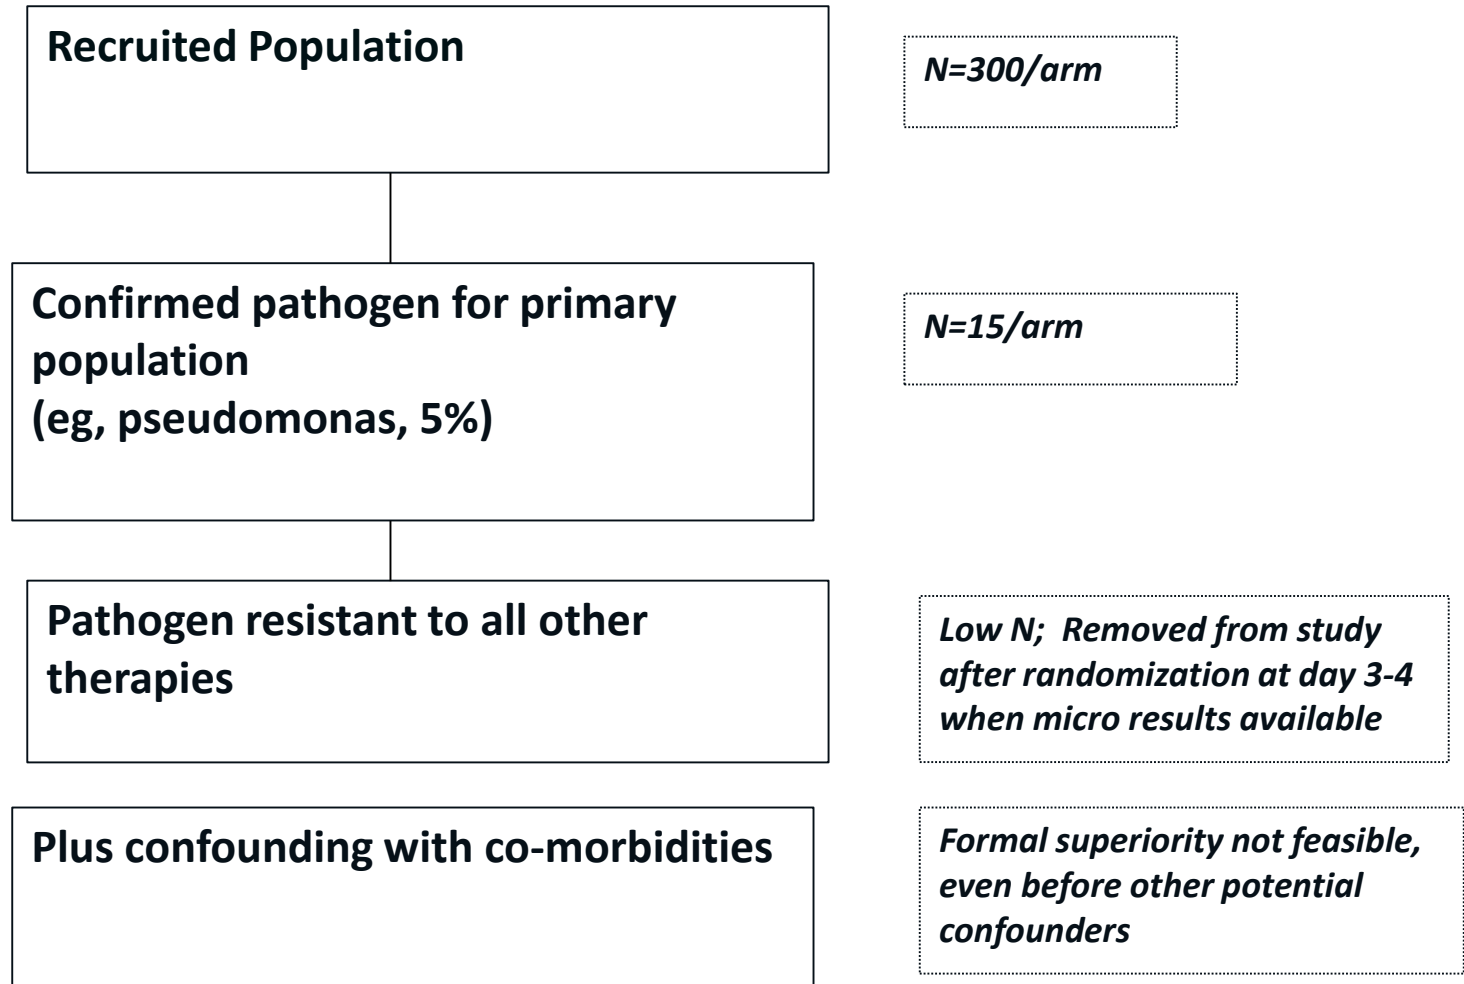 Recruited Population
N=300/arm
Confirmed pathogen for primary
population
(eg, pseudomonas, 5%)
N=15/arm
Pathogen resistant to all other
therapies
Low N;  Removed from study
after randomization at day 3-4
when micro results available
Plus confounding with co-morbidities
Formal superiority not feasible,
even before other potential
confounders